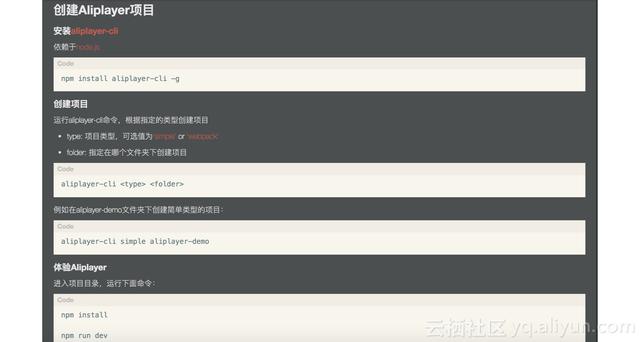 创建Aliplayer项目
安装aliplayer-cli
依赖于node.js
Code
npm install aliplayer-cli -g
创建项目
运行aliplayer-cli命令，根据指定的类型创建项目
• type: 项目类型，可选值为'simple' or 'webpack'
• folder: 指定在哪个文件夹下创建项目
Code
aliplayer-cli <type> <folder>
例如在aliplayer-demo文件夹下创建简单类型的项目：
Code
aliplayer-cli simple aliplayer-demo
体验Aliplayer
进入项目目录，运行下面命令：
Code
npm install
npm run dev
云栖社区 yq.aliyun.com